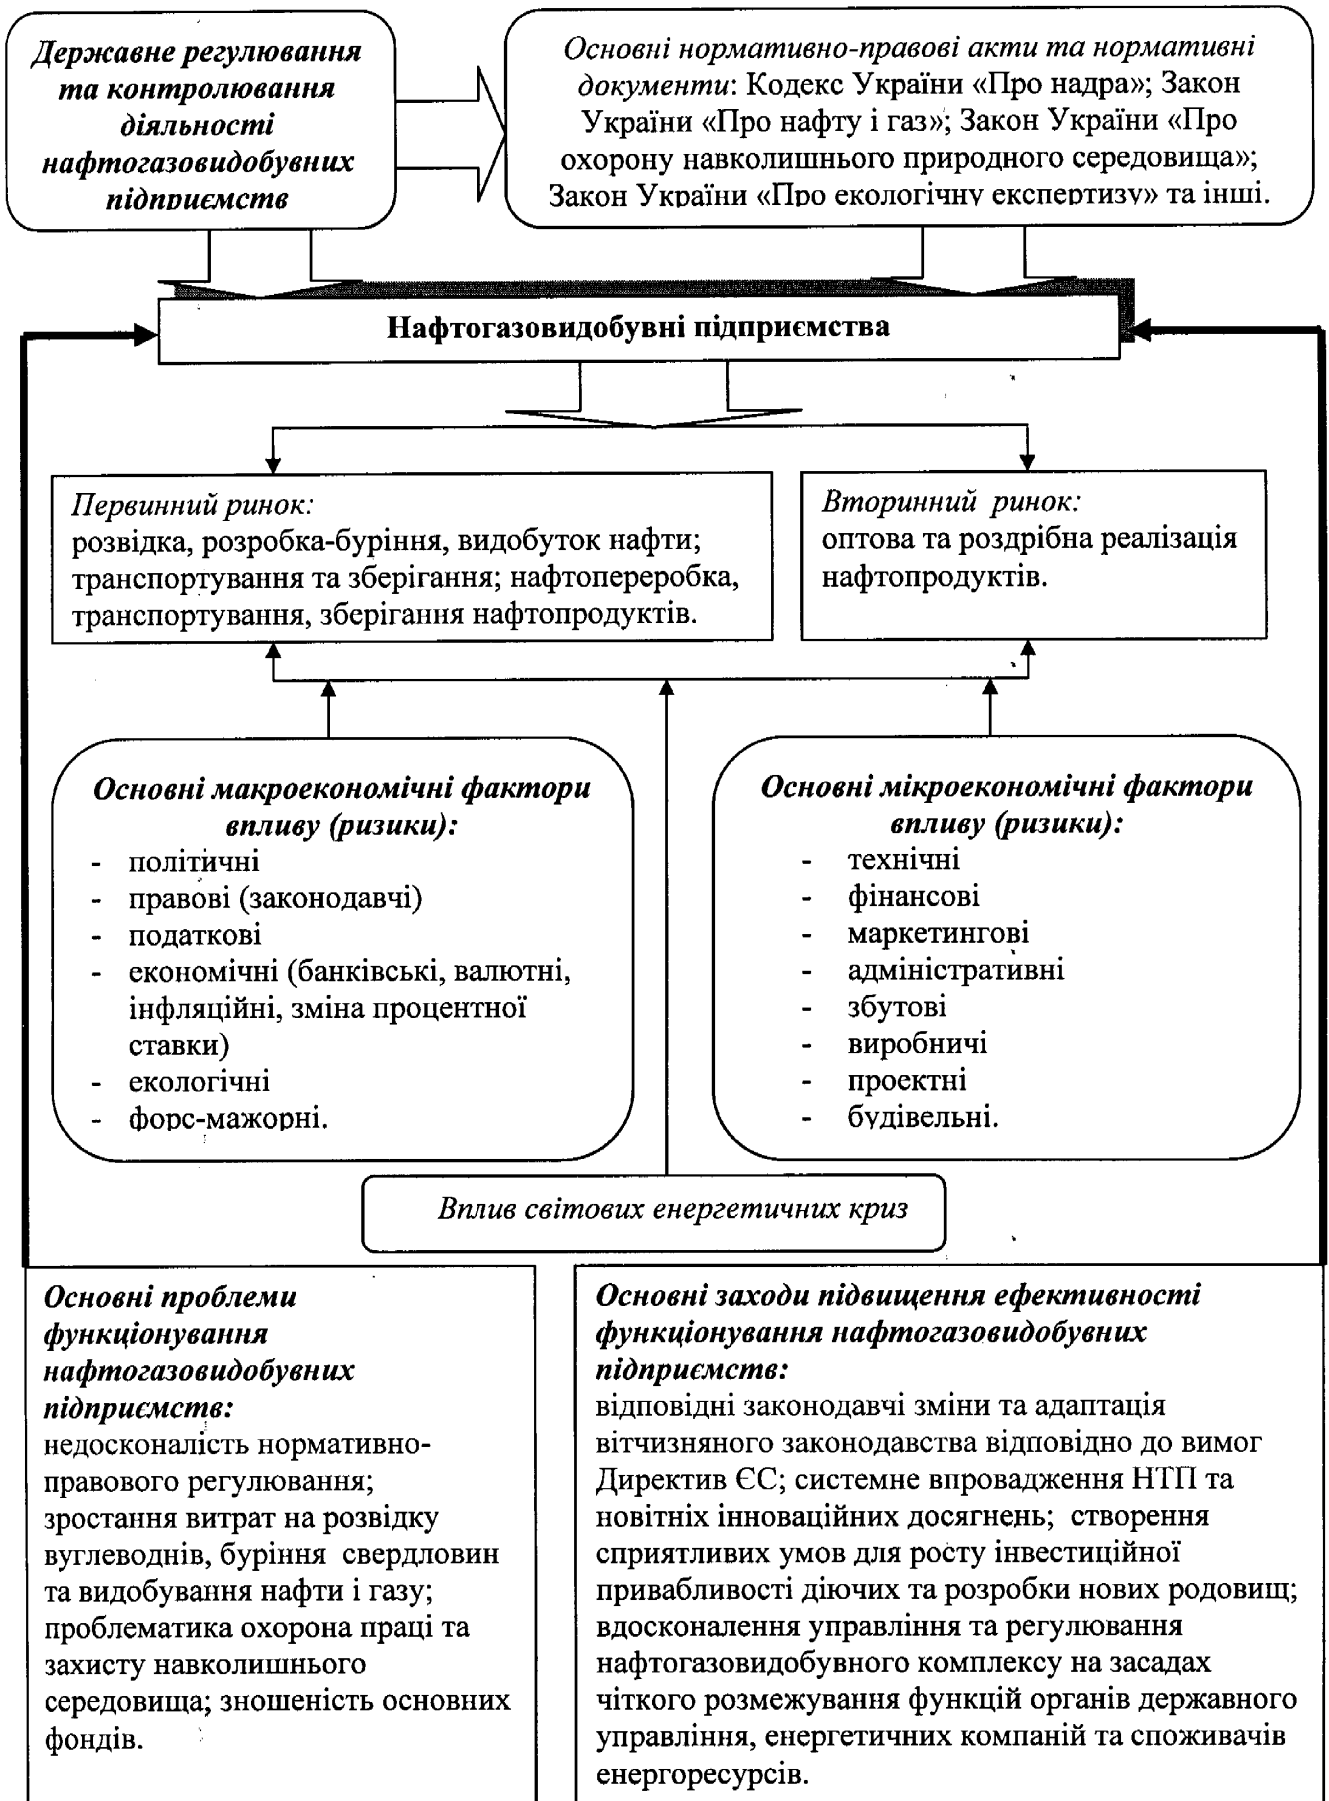 Державне регулювання
та контролювання
діяльності
нафтогазовидобувних
підприємств
Основні нормативно-правові акти та нормативні
документи: Кодекс України «Про надра»; Закон
України «Про нафту і газ»; Закон України «Про
охорону навколишнього природного середовища»;
Закон України «Про екологічну експертизу» та інші.
Нафтогазовидобувні підприємства
Первинний ринок:
розвідка, розробка-буріння, видобуток нафти;
транспортування та зберігання; нафтопереробка,
транспортування, зберігання нафтопродуктів.
Вторинний ринок:
оптова та роздрібна реалізація
нафтопродуктів.
Основні макроекономічні фактори
впливу (ризики):
- політичні
- правові (законодавчі)
- податкові
- економічні (банківські, валютні,
інфляційні, зміна процентної
ставки)
- екологічні
- форс-мажорні.
Основні мікроекономічні фактори
впливу (ризики):
- технічні
- фінансові
- маркетингові
- адміністративні
- збутові
- виробничі
- проектні
- будівельні.
Вплив світових енергетичних криз
Основні проблеми
функціонування
нафтогазовидобувних
підприємств:
недосконалість нормативно-
правового регулювання;
зростання витрат на розвідку
вуглеводнів, буріння свердловин
та видобування нафти і газу;
проблематика охорона праці та
захисту навколишнього
середовища; зношеність основних
фондів.
Основні заходи підвищення ефективності
функціонування нафтогазовидобувних
підприємств:
відповідні законодавчі зміни та адаптація
вітчизняного законодавства відповідно до вимог
Директив ЄС; системне впровадження НТП та
новітніх інноваційних досягнень; створення
сприятливих умов для росту інвестиційної
привабливості діючих та розробки нових родовищ;
вдосконалення управління та регулювання
нафтогазовидобувного комплексу на засадах
чіткого розмежування функцій органів державного
управління, енергетичних компаній та споживачів
енергоресурсів.